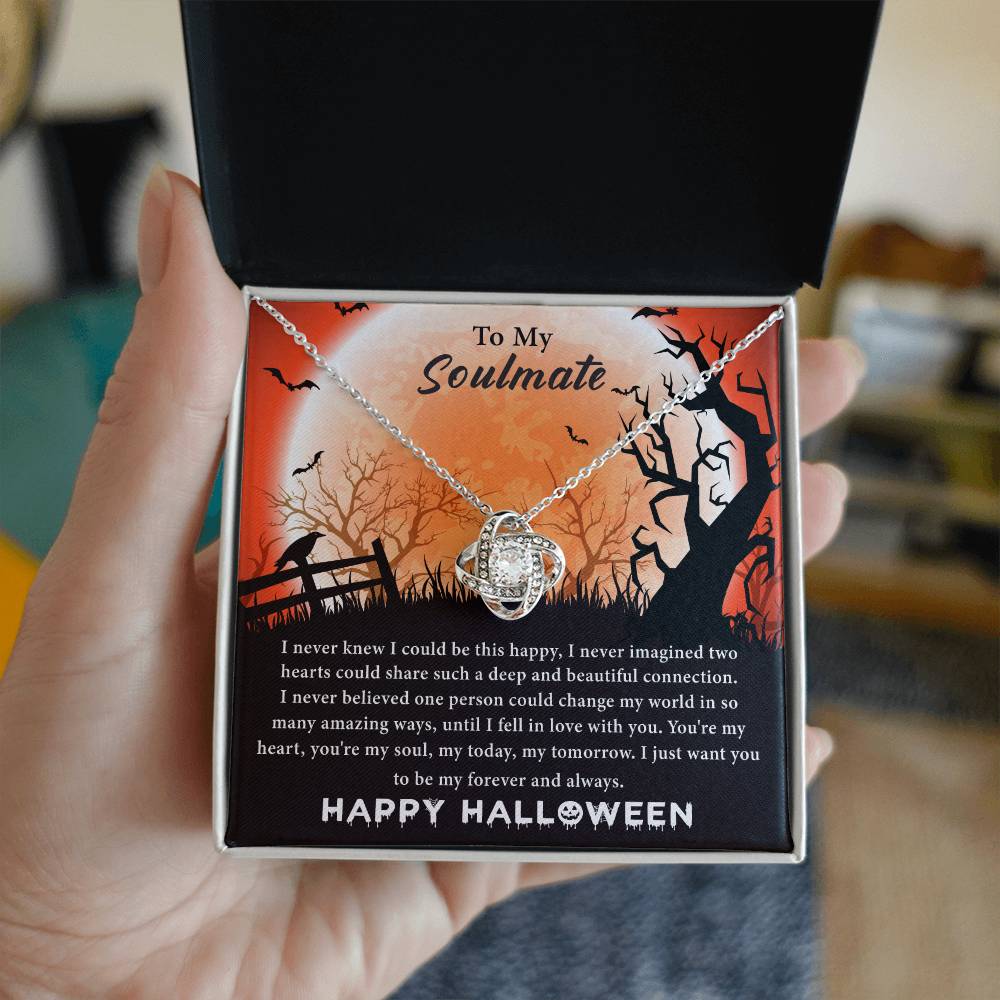 To My
Soulmate
I never knew I could be this happy, I never imagined two
hearts could share such a deep and beautiful connection.
I never believed one person could change my world in so
many amazing ways, until I fell in love with you. You're my
heart, you're my soul, my today, my tomorrow. I just want you
to be my forever and always.
HAPPY HALLOWEEN